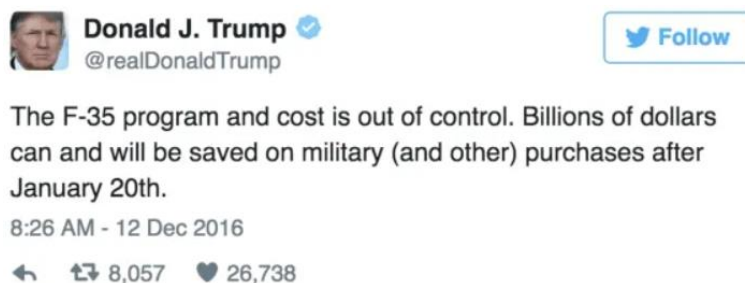 Donald J. Trump
@realDonaldTrump
Follow
The F-35 program and cost is out of control. Billions of dollars
can and will be saved on military (and other) purchases after
January 20th.
8:26 AM - 12 Dec 2016
8,057 26,738